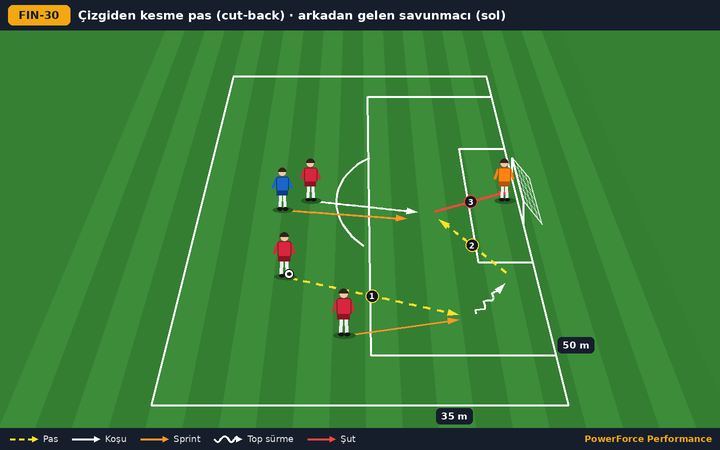 FIN-30 Çizgiden kesme pas (cut-back) · arkadan gelen savunmacı (sol)
3
2
1
50 m
35 m
Pas Koşu Sprint Top sürme Şut PowerForce Performance